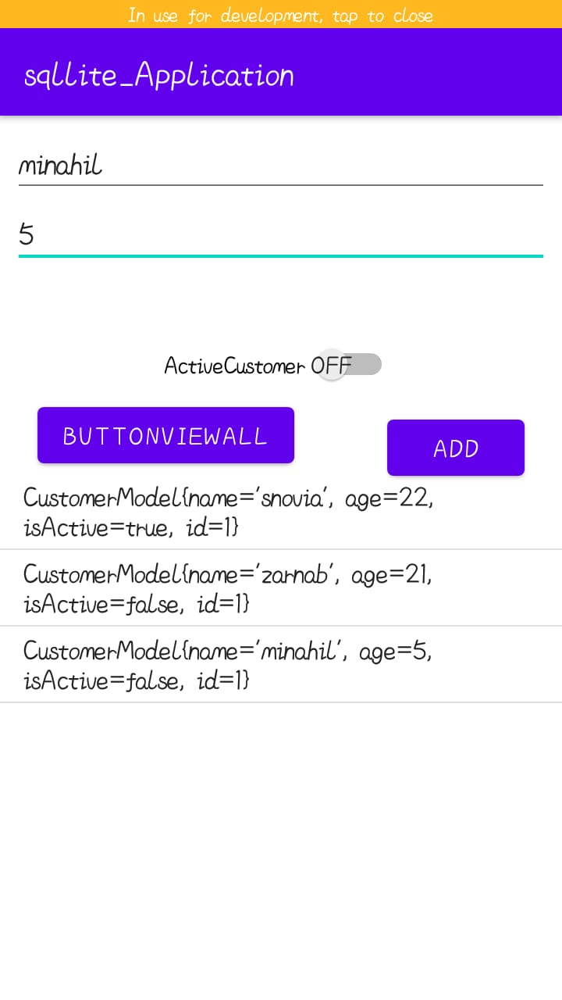 In use for development, tap to close
sqllite_Application
minahil
5
ActiveCustomer OFF
BUTTONVIEWALL
ADD
CustomerModel{name='snovia', age=22,
isActive=true, id=1}
CustomerModel{name='zarnab', age=21,
isActive=false, id=1}
CustomerModel{name='minahil', age=5,
isActive=false, id=1}